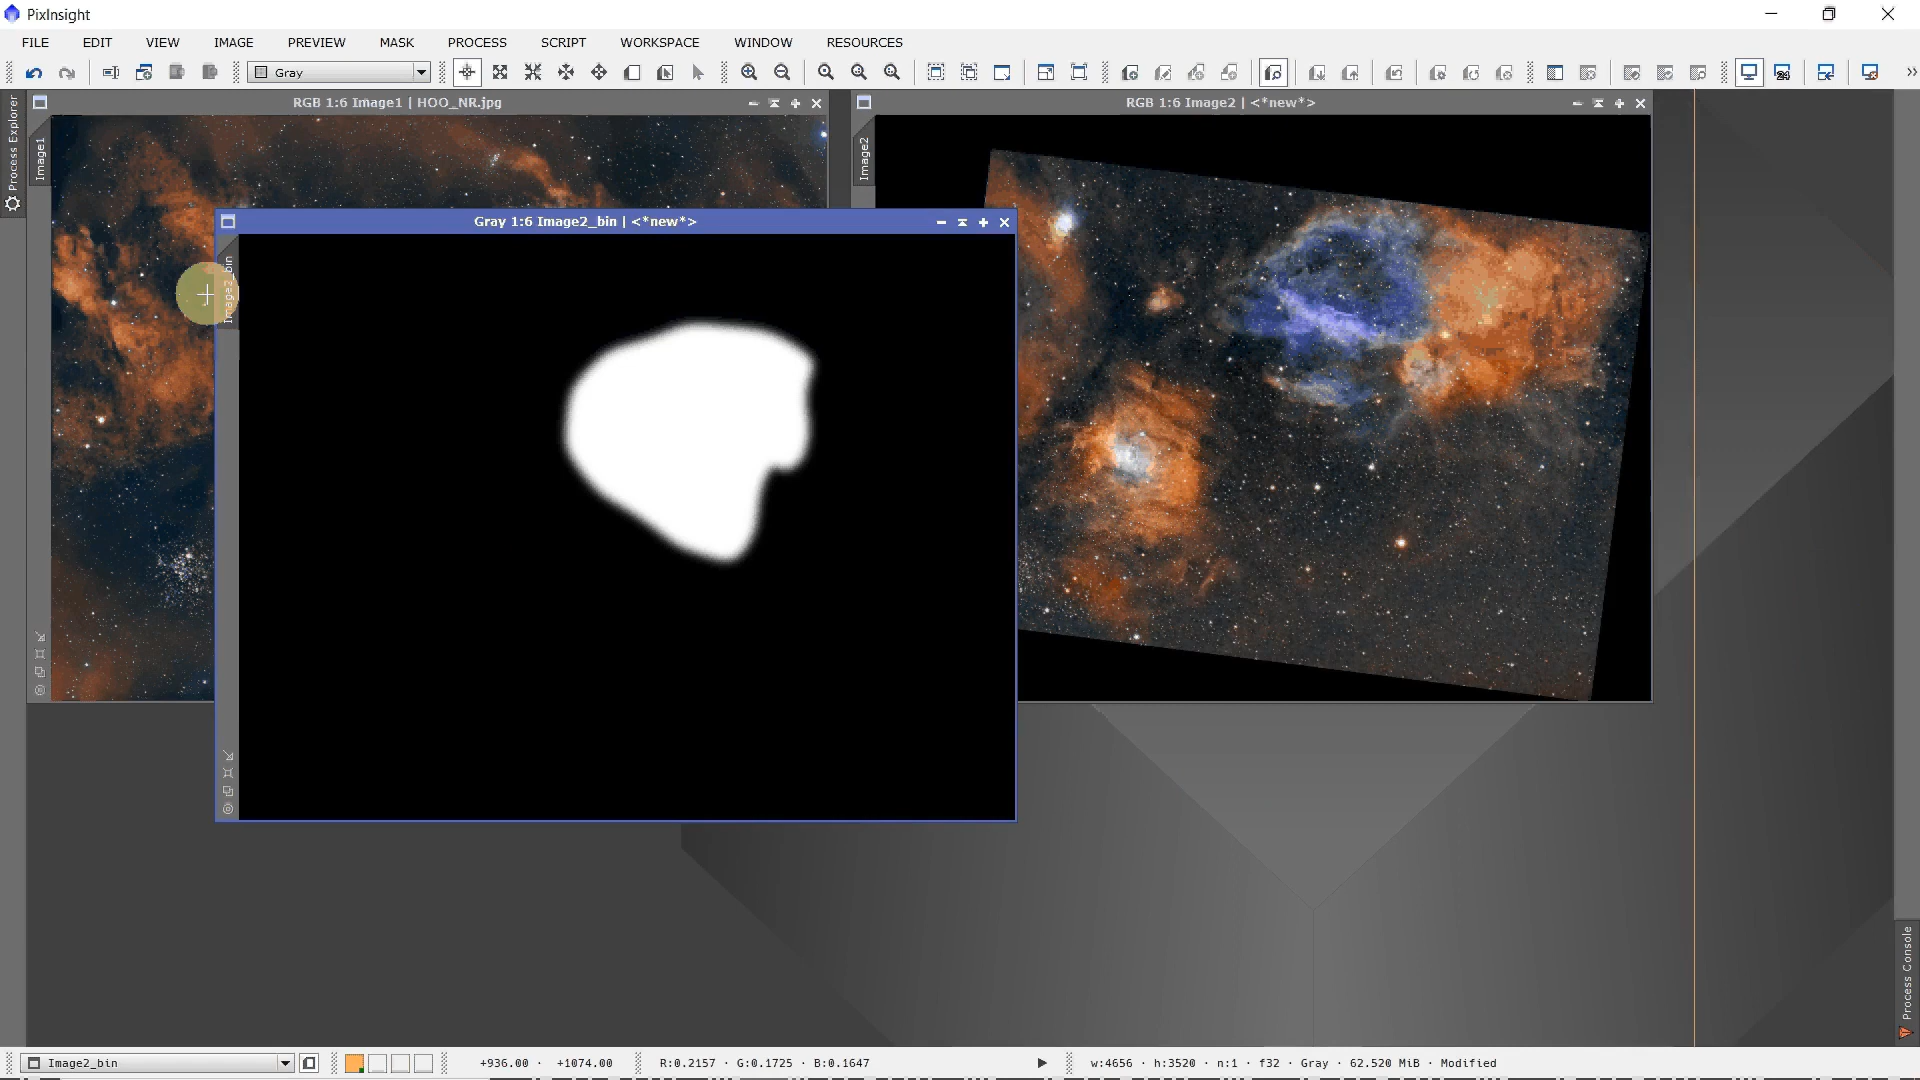 PixInsight
FILE EDIT VIEW IMAGE PREVIEW MASK PROCESS SCRIPT WORKSPACE WINDOW RESOURCES
Gray
Process Explorer
RGB 1:6 Image1 | HOO_NR.jpg
RGB 1:6 Image2 | <*new*>
Image1
Image2
Gray 1:6 Image2_bin | <*new*>
Image2_bin
Process Console
Image2_bin
+936.00 · +1074.00
R:0.2157 · G:0.1725 · B:0.1647
w:4656 · h:3520 · n:1 · f32 · Gray · 62.520 MiB · Modified